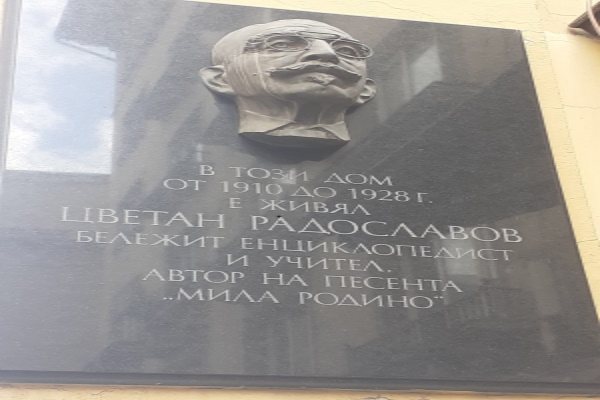 В ТОЗИ ДОМ
ОТ 1910 ДО 1928 Г.
Е ЖИВЯЛ
ЦВЕТАН РАДОСЛАВОВ
БЕЛЕЖИТ ЕНЦИКЛОПЕДИСТ
И УЧИТЕЛ.
АВТОР НА ПЕСЕНТА
„МИЛА РОДИНО“